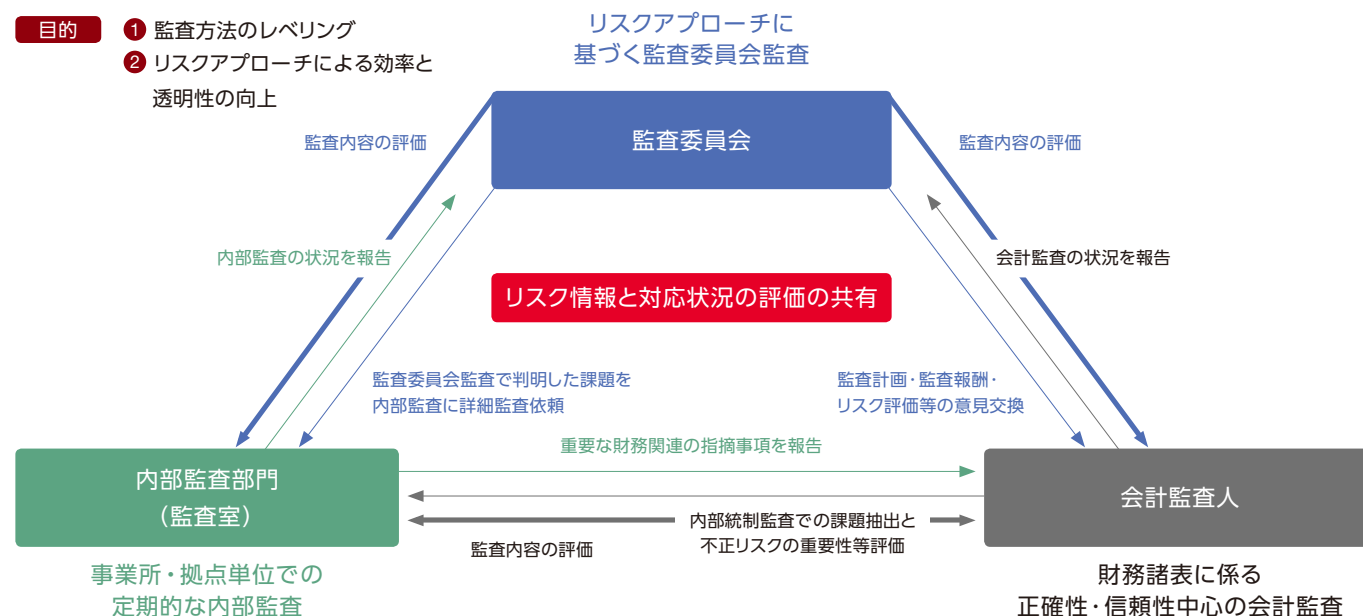 目的
❶ 監査方法のレベリング
❷ リスクアプローチによる効率と
透明性の向上
リスクアプローチに
基づく監査委員会監査
監査内容の評価
監査委員会
監査内容の評価
内部監査の状況を報告
会計監査の状況を報告
リスク情報と対応状況の評価の共有
監査委員会監査で判明した課題を
内部監査に詳細監査依頼
監査計画・監査報酬・
リスク評価等の意見交換
重要な財務関連の指摘事項を報告
内部監査部門
（監査室）
会計監査人
内部統制監査での課題抽出と
不正リスクの重要性等評価
監査内容の評価
事業所・拠点単位での
定期的な内部監査
財務諸表に係る
正確性・信頼性中心の会計監査